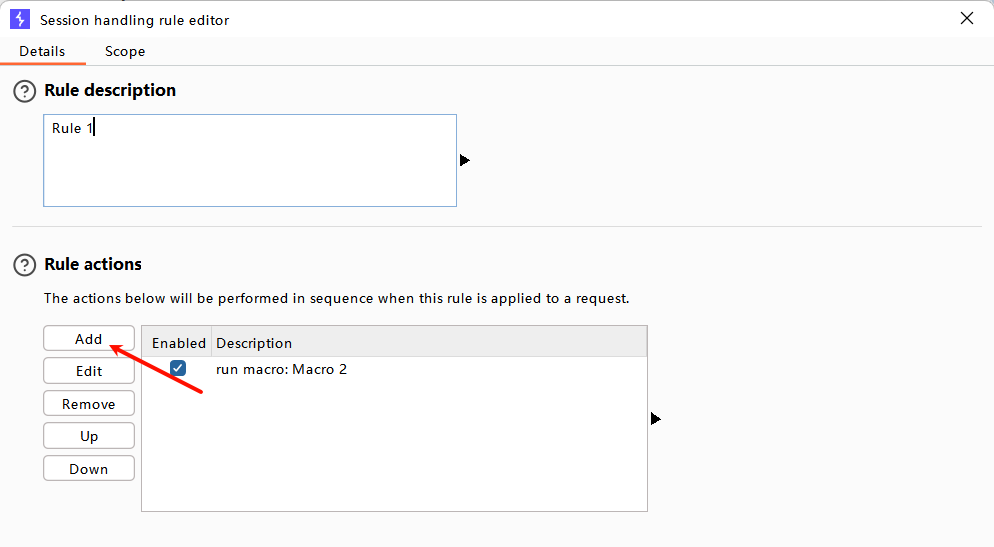 Session handling rule editor
Details Scope
Rule description
Rule 1
Rule actions
The actions below will be performed in sequence when this rule is applied to a request.
Add
Edit
Remove
Up
Down
Enabled Description
run macro: Macro 2